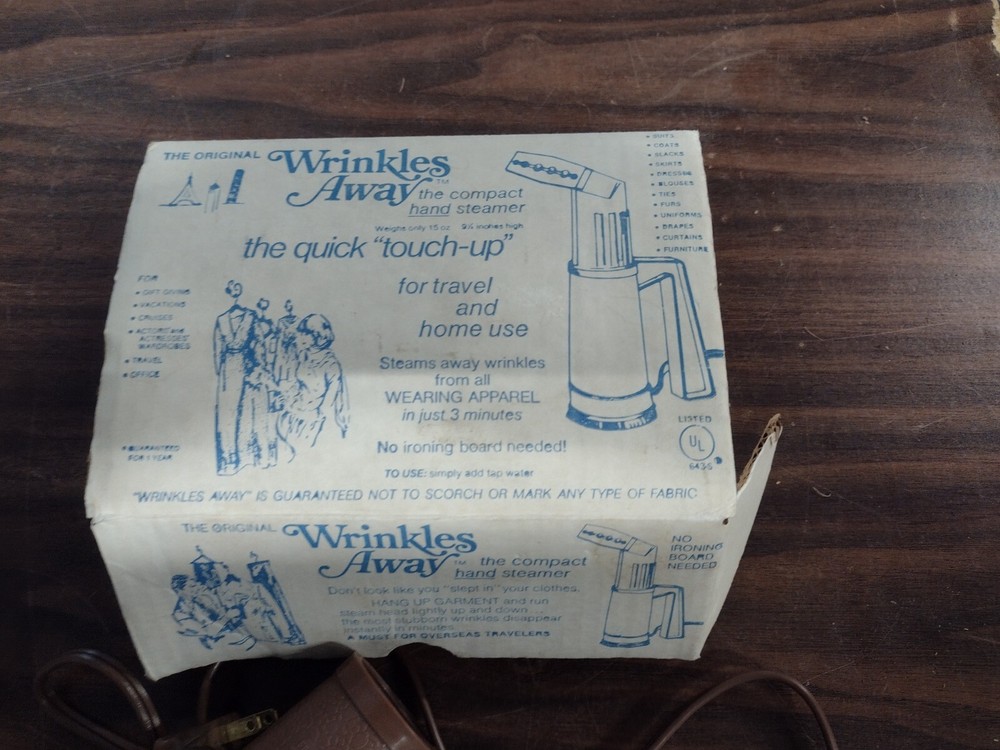 THE ORIGINAL Wrinkles Away™
the compact
hand steamer
Weighs only 15 oz 9¼ inches high
the quick "touch-up"
for travel
and
home use
Steams away wrinkles
from all
WEARING APPAREL
in just 3 minutes
No ironing board needed!
TO USE: simply add tap water
FOR
• GIFT GIVING
• VACATIONS
• CRUISES
• ACTORS and
ACTRESSES'
WARDROBES
• TRAVEL
• OFFICE
• GUARANTEED
FOR 1 YEAR
• SUITS
• COATS
• SLACKS
• SKIRTS
• DRESSES
• BLOUSES
• TIES
• FURS
• UNIFORMS
• DRAPES
• CURTAINS
• FURNITURE
LISTED
UL
643-S
"WRINKLES AWAY" IS GUARANTEED NOT TO SCORCH OR MARK ANY TYPE OF FABRIC
THE ORIGINAL Wrinkles Away™
the compact
hand steamer
Don't look like you "slept in" your clothes.
HANG UP GARMENT and run
steam head lightly up and down . . .
the most stubborn wrinkles disappear
instantly in minutes.
A MUST FOR OVERSEAS TRAVELERS
NO
IRONING
BOARD
NEEDED